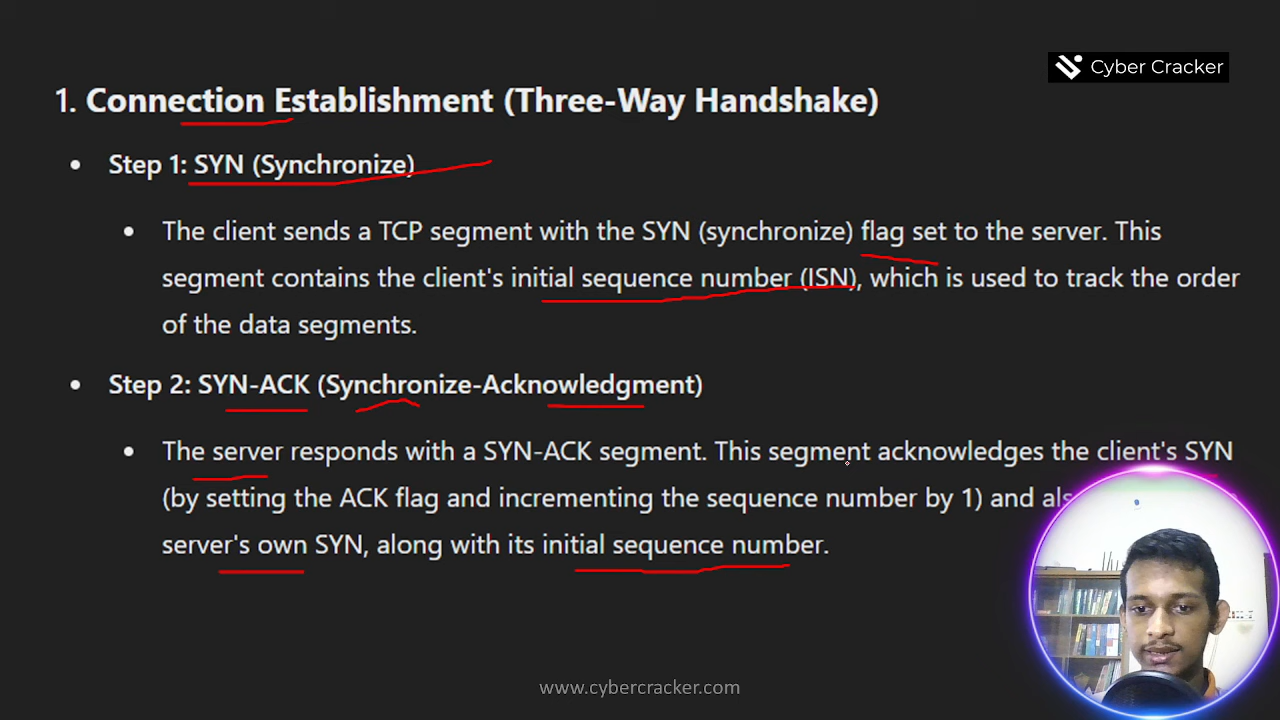 Cyber Cracker
1. Connection Establishment (Three-Way Handshake)
• Step 1: SYN (Synchronize)
• The client sends a TCP segment with the SYN (synchronize) flag set to the server. This
segment contains the client's initial sequence number (ISN), which is used to track the order
of the data segments.
• Step 2: SYN-ACK (Synchronize-Acknowledgment)
• The server responds with a SYN-ACK segment. This segment acknowledges the client's SYN
(by setting the ACK flag and incrementing the sequence number by 1) and
server's own SYN, along with its initial sequence number.
www.cybercracker.com